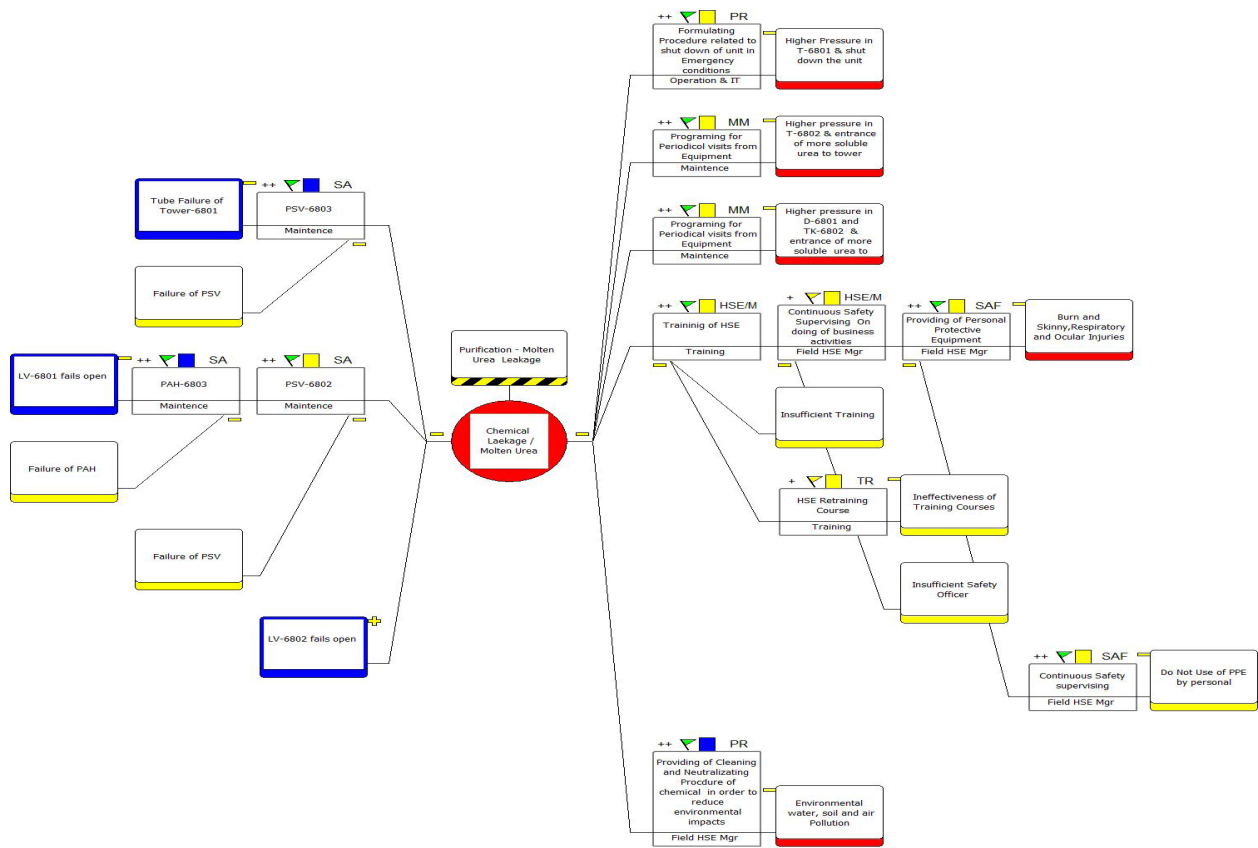 ++ PR
Formulating
Procedure related to
shut down of unit in
Emergency
conditions
Operation & IT
Higher Pressure in
T-6801 & shut
down the unit
++ MM
Programing for
Periodical visits from
Equipment
Maintence
Higher pressure in
T-6802 & entrance
of more soluble
urea to tower
Tube Failure of
Tower-6801
++ SA
PSV-6803
Maintence
++ MM
Programing for
Periodical visits from
Equipment
Maintence
Higher pressure in
D-6801 and
TK-6802 &
entrance of more
soluble urea to
Failure of PSV
++ HSE/M
Traininig of HSE
Training
+ HSE/M
Continuous Safety
Supervising On
doing of business
activities
Field HSE Mgr
++ SAF
Providing of Personal
Protective
Equipment
Field HSE Mgr
Burn and
Skinny,Respiratory
and Ocular Injuries
Purification - Molten
Urea Leakage
LV-6801 fails open
++ SA
PAH-6803
Maintence
++ SA
PSV-6802
Maintence
Insufficient Training
Chemical
Laekage /
Molten Urea
Failure of PAH
+ TR
HSE Retraining
Course
Training
Ineffectiveness of
Training Courses
Failure of PSV
Insufficient Safety
Officer
LV-6802 fails open
++ SAF
Continuous Safety
supervising
Field HSE Mgr
Do Not Use of PPE
by personal
++ PR
Providing of Cleaning
and Neutralizating
Procdure of
chemical in order to
reduce
environmental
impacts
Field HSE Mgr
Environmental
water, soil and air
Pollution